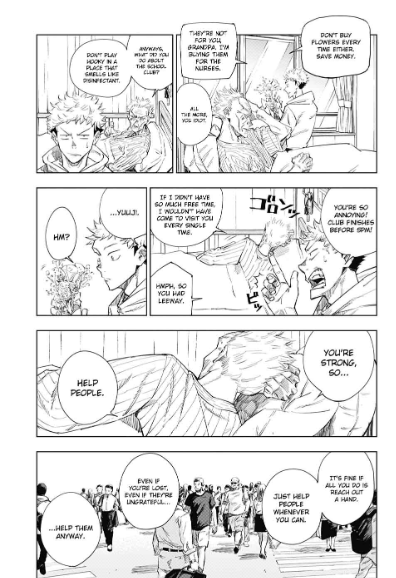 DON'T BUY
FLOWERS EVERY
TIME EITHER.
SAVE MONEY.
THEY'RE NOT
FOR YOU,
GRANDPA. I'M
BUYING THEM
FOR THE
NURSES.
ALL
THE MORE,
YOU IDIOT.
ANYWAYS,
WHAT DID YOU
DO ABOUT
THE SCHOOL
CLUB?
DON'T PLAY
HOOKY IN A
PLACE THAT
SMELLS LIKE
DISINFECTANT.
YOU'RE SO
ANNOYING!
CLUB FINISHES
BEFORE 5PM!
ゴロンッ
IF I DIDN'T HAVE
SO MUCH FREE TIME,
I WOULDN'T HAVE
COME TO VISIT YOU
EVERY SINGLE
TIME.
HMPH, SO
YOU HAD
LEEWAY.
...YUUJI.
HM?
YOU'RE
STRONG,
SO...
HELP
PEOPLE.
IT'S FINE IF
ALL YOU DO IS
REACH OUT
A HAND.
JUST HELP
PEOPLE
WHENEVER
YOU CAN.
EVEN IF
YOU'RE LOST,
EVEN IF
THEY'RE
UNGRATEFUL...
...HELP THEM
ANYWAY.